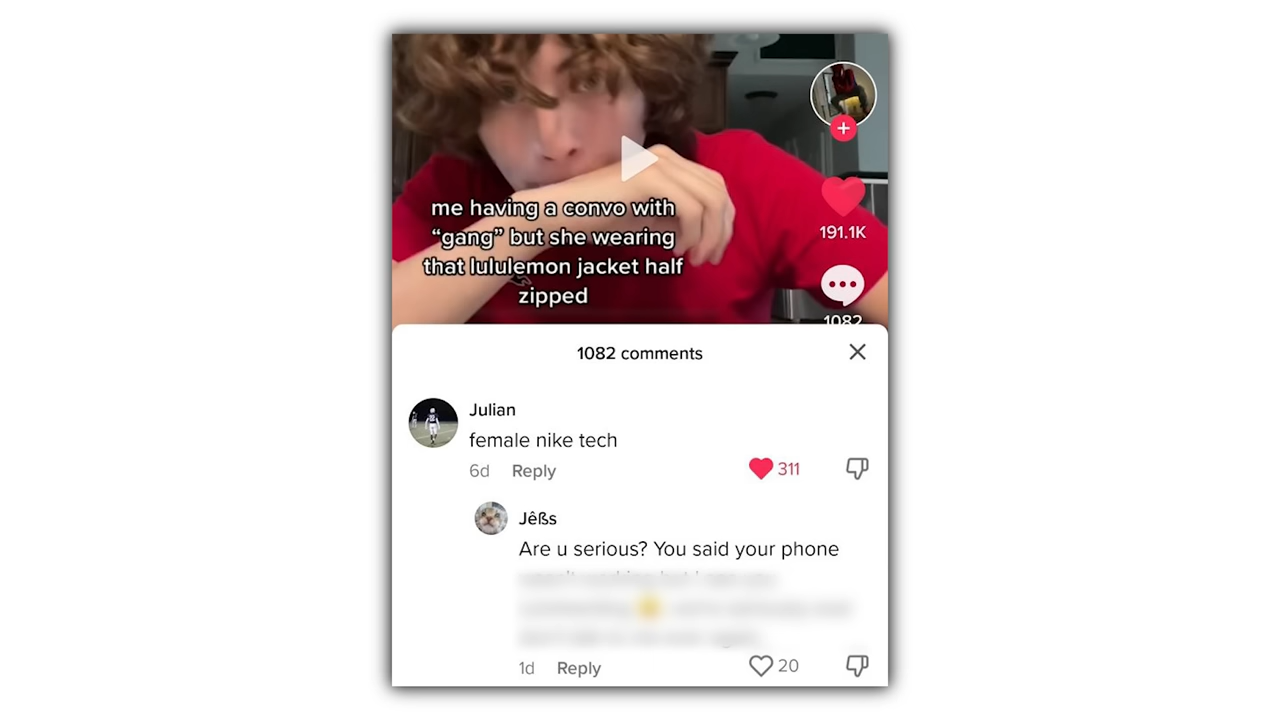 me having a convo with
“gang” but she wearing
that lululemon jacket half
zipped
191.1K
1082
1082 comments
Julian
female nike tech
6d Reply 311
Jêßs
Are u serious? You said your phone
1d Reply 20